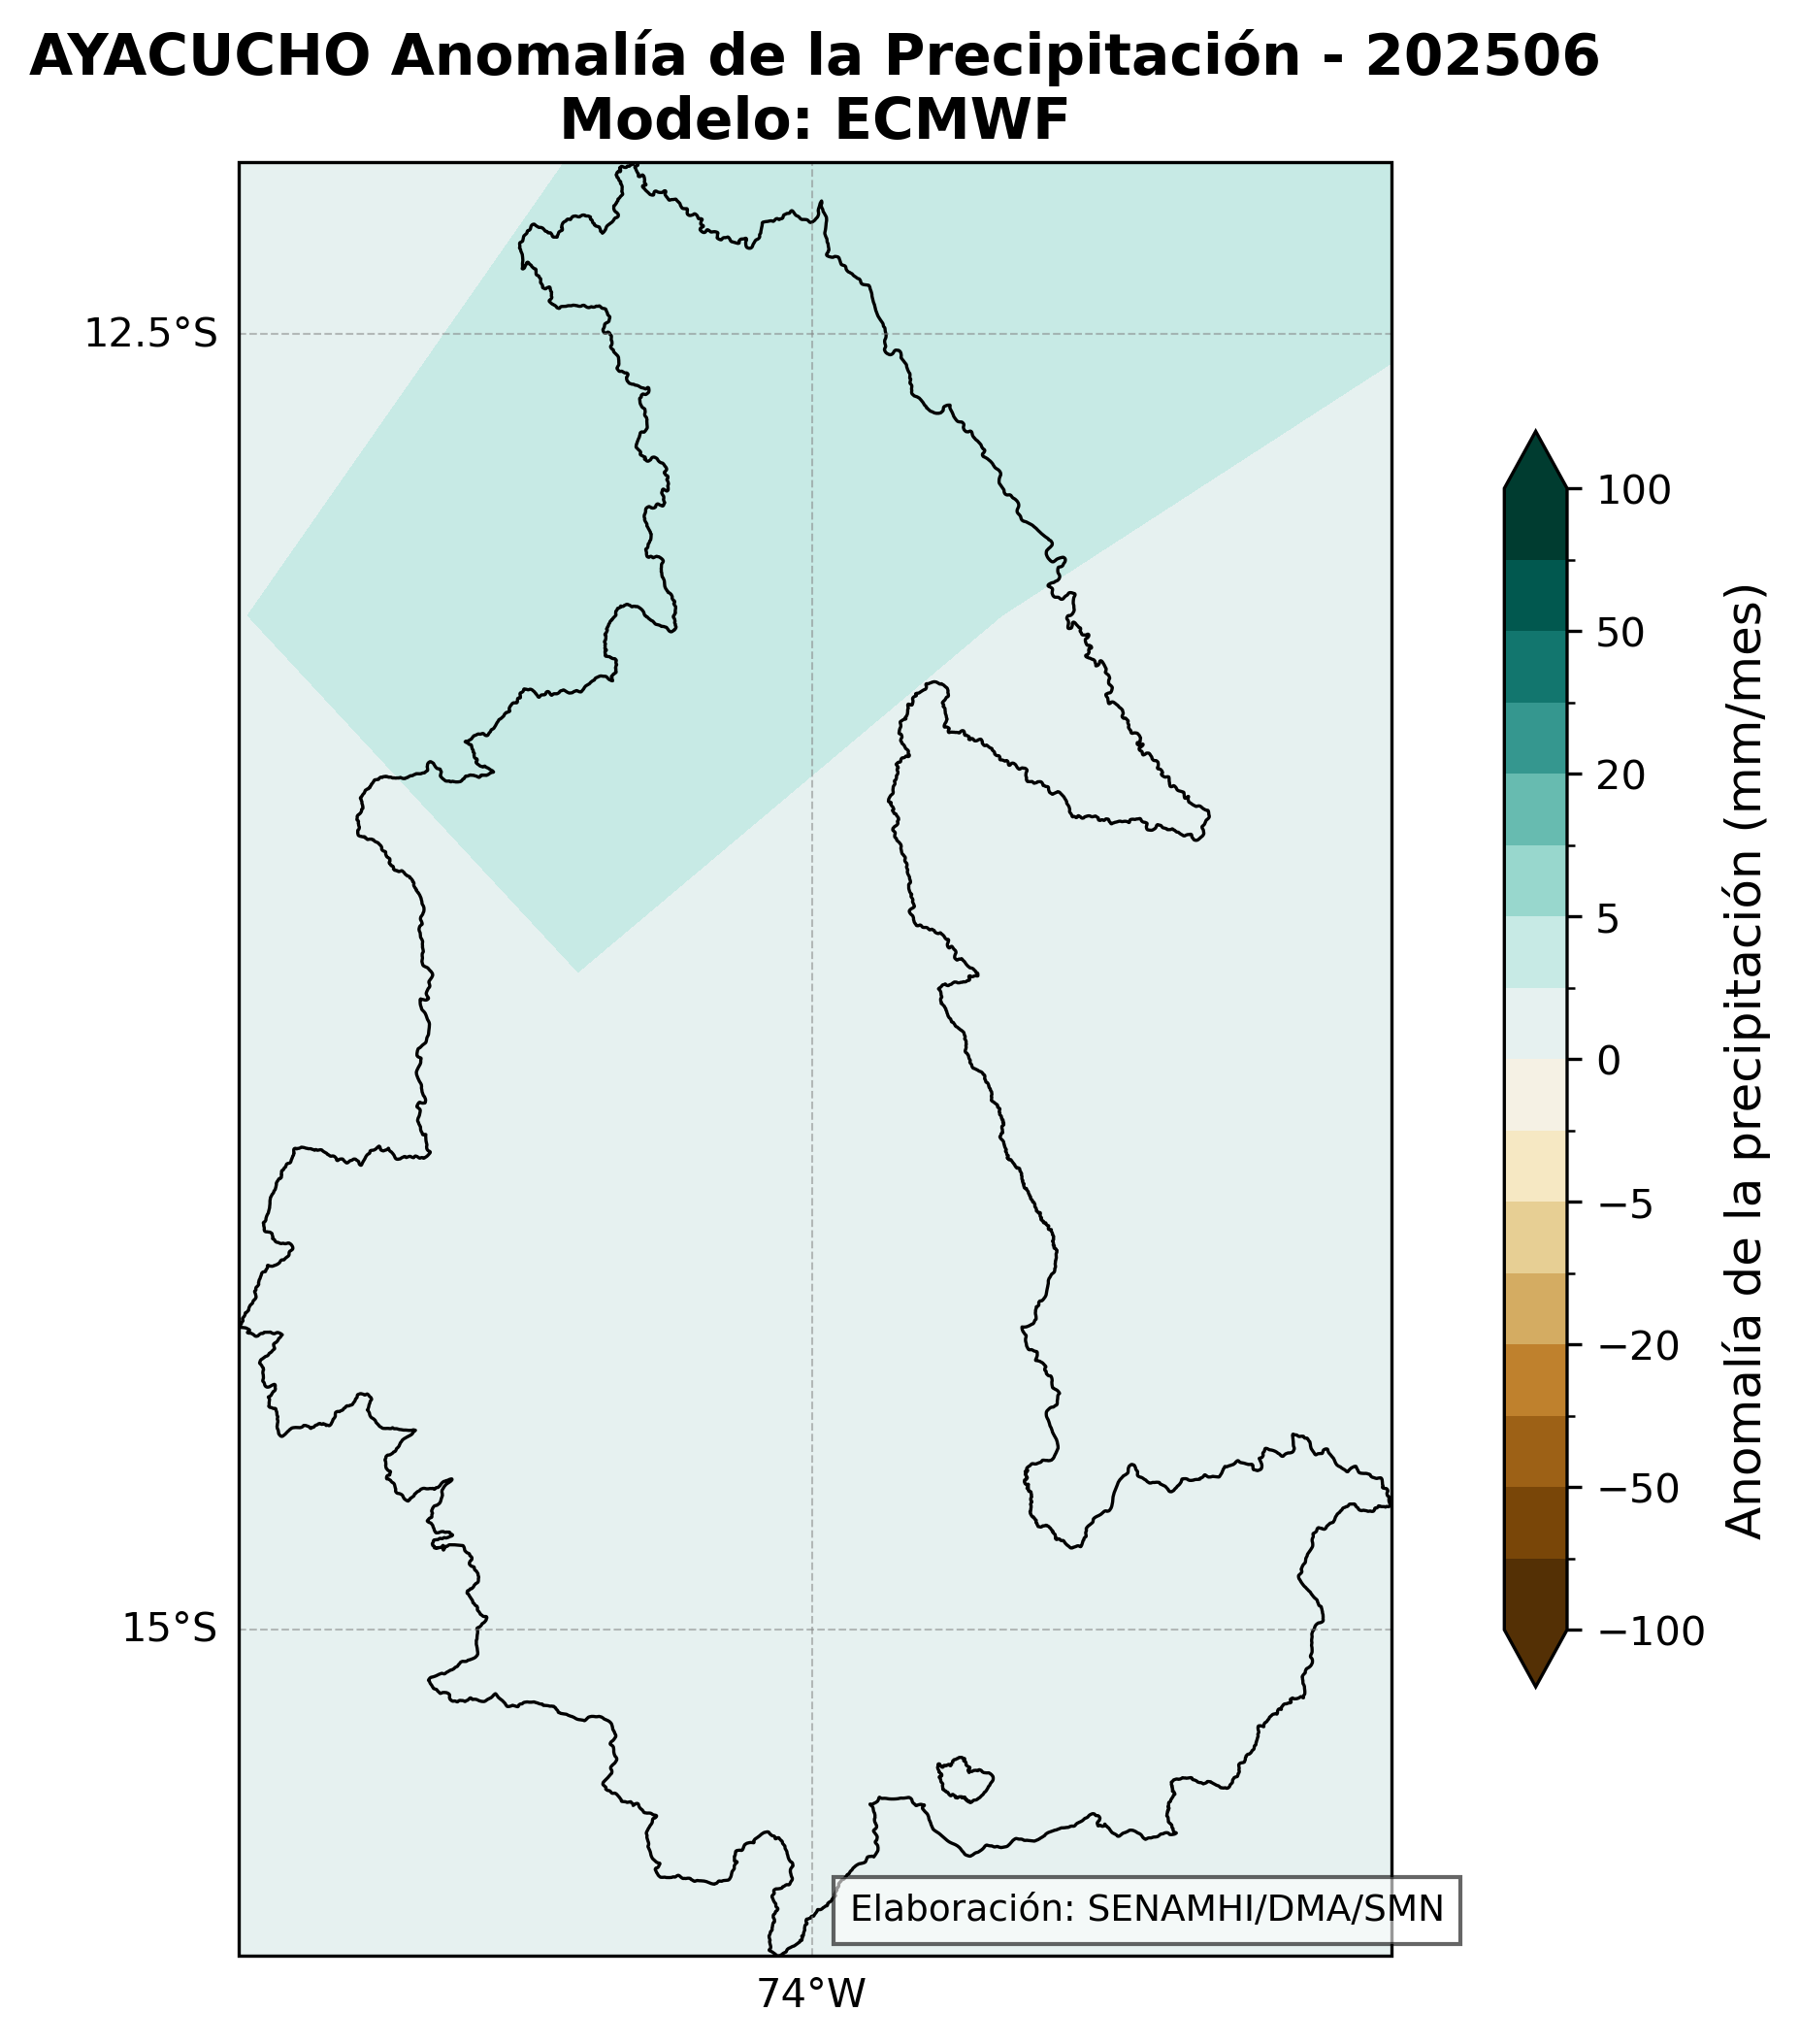 AYACUCHO Anomalía de la Precipitación - 202506
Modelo: ECMWF
12.5°S
15°S
74°W
100
50
20
5
0
−5
−20
−50
−100
Anomalía de la precipitación (mm/mes)
Elaboración: SENAMHI/DMA/SMN